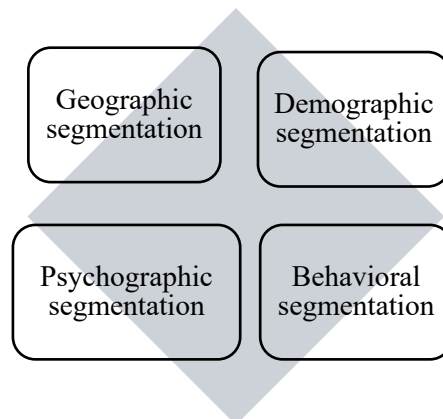 Geographic
segmentation
Demographic
segmentation
Psychographic
segmentation
Behavioral
segmentation